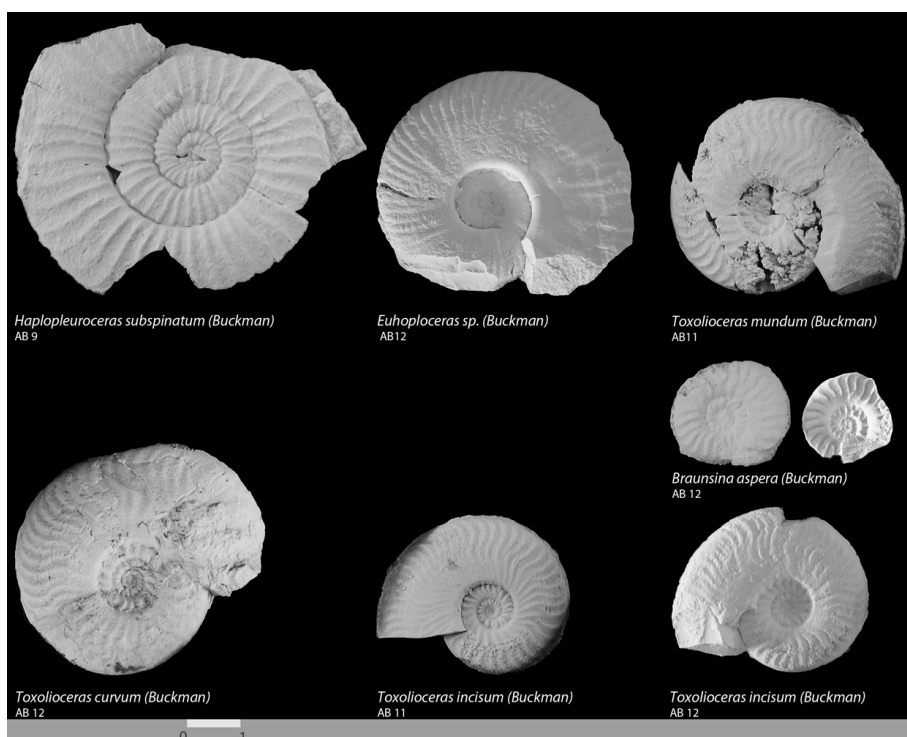 Haplopleuroceras subspinatum (Buckman)
AB 9
Euhoploceras sp. (Buckman)
AB12
Toxolioceras mundum (Buckman)
AB11
Braunsina aspera (Buckman)
AB 12
Toxolioceras curvum (Buckman)
AB 12
Toxolioceras incisum (Buckman)
AB 11
Toxolioceras incisum (Buckman)
AB 12
0 1